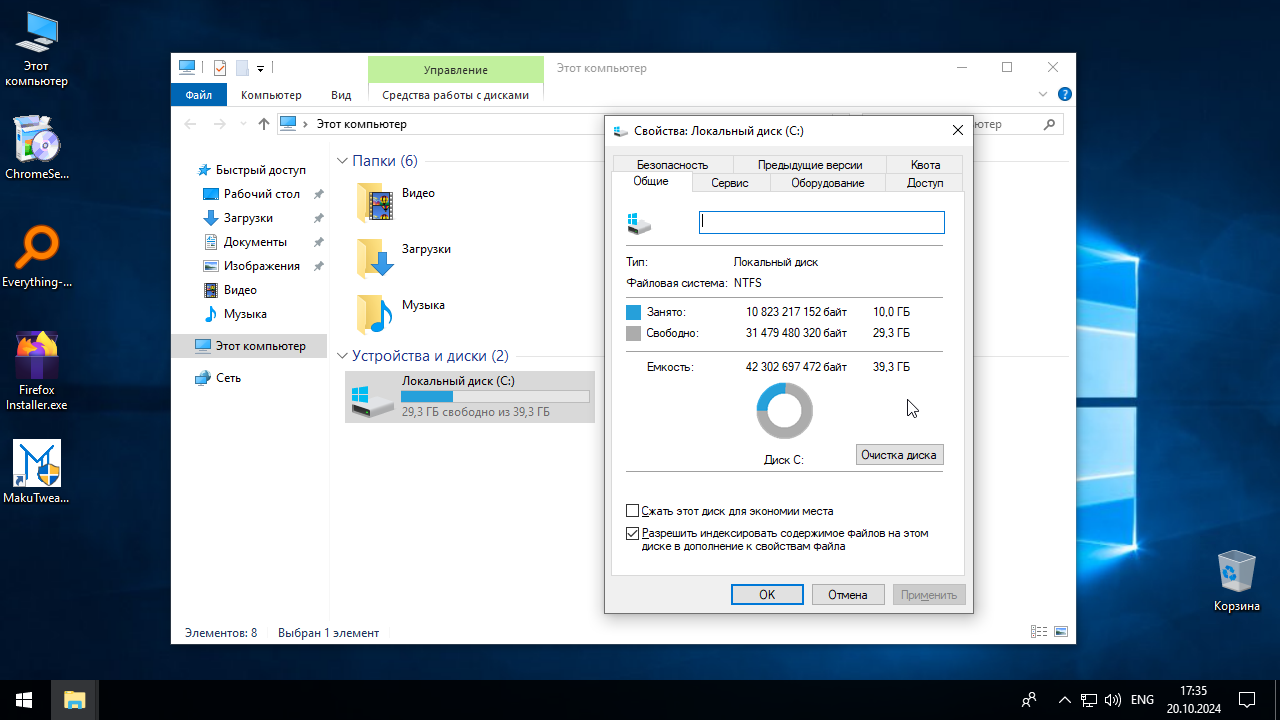 Этот
компьютер
ChromeSe...
Everything-...
Firefox
Installer.exe
MakuTwea...
Управление
Этот компьютер
Файл
Компьютер
Вид
Средства работы с дисками
Этот компьютер
ютер
Быстрый доступ
Рабочий стол
Загрузки
Документы
Изображения
Видео
Музыка
Этот компьютер
Сеть
Папки (6)
Видео
Загрузки
Музыка
Устройства и диски (2)
Локальный диск (C:)
29,3 ГБ свободно из 39,3 ГБ
Элементов: 8
Выбран 1 элемент
Свойства: Локальный диск (C:)
Безопасность
Предыдущие версии
Квота
Общие
Сервис
Оборудование
Доступ
Тип: Локальный диск
Файловая система: NTFS
Занято: 10 823 217 152 байт 10,0 ГБ
Свободно: 31 479 480 320 байт 29,3 ГБ
Емкость: 42 302 697 472 байт 39,3 ГБ
Диск C:
Очистка диска
Сжать этот диск для экономии места
Разрешить индексировать содержимое файлов на этом
диске в дополнение к свойствам файла
OK
Отмена
Применить
Корзина
ENG
17:35
20.10.2024